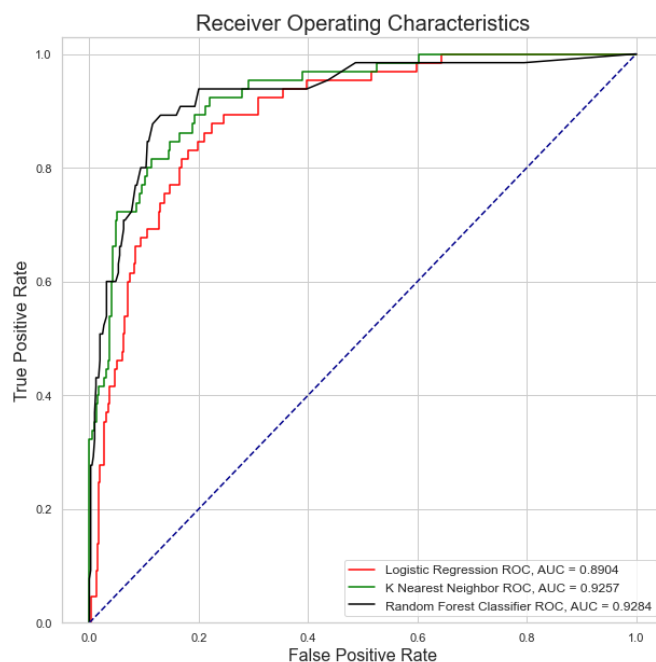 Receiver Operating Characteristics
1.0
0.8
0.6
0.4
0.2
0.0
True Positive Rate
Logistic Regression ROC, AUC = 0.8904
K Nearest Neighbor ROC, AUC = 0.9257
Random Forest Classifier ROC, AUC = 0.9284
0.0 0.2 0.4 0.6 0.8 1.0
False Positive Rate